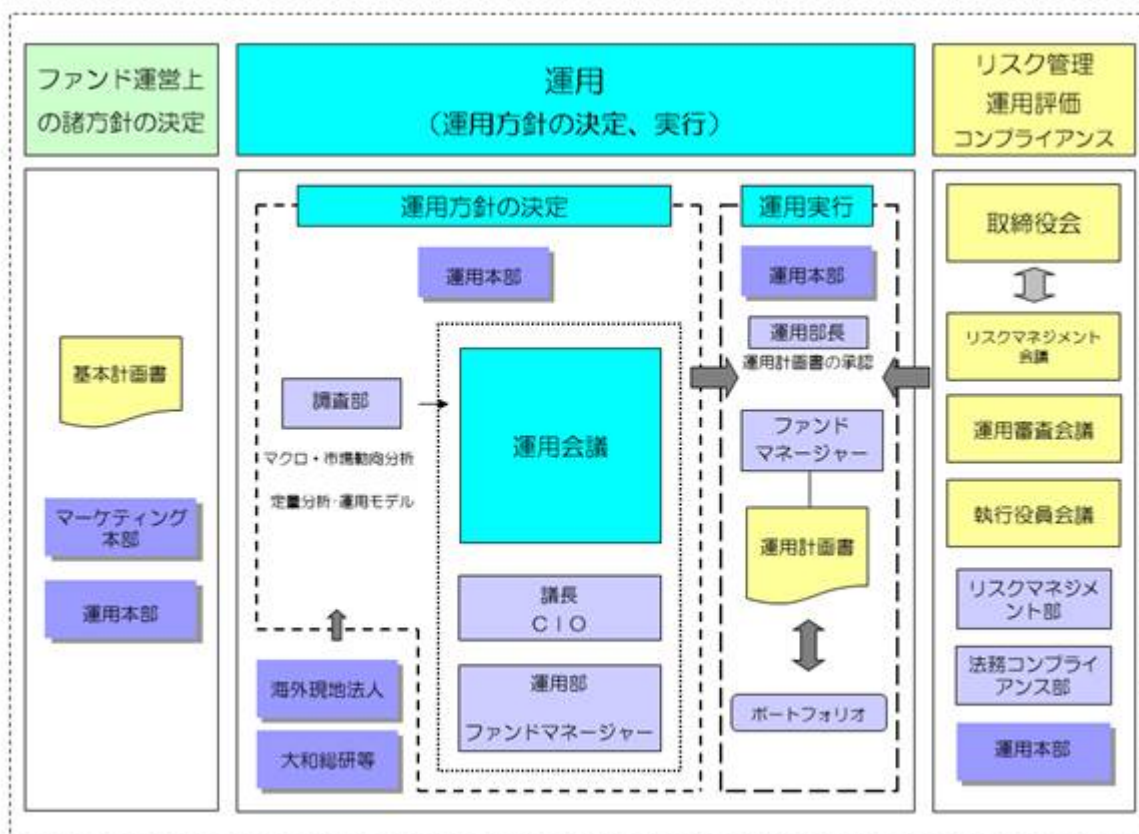 ファンド運営上
の諸方針の決定
運用
（運用方針の決定、実行）
リスク管理
運用評価
コンプライアンス
基本計画書
マーケティング
本部
運用本部
運用方針の決定
運用本部
調査部
マクロ・市場動向分析
定量分析・運用モデル
運用会議
議長
ＣＩＯ
運用部
ファンドマネージャー
海外現地法人
大和総研等
運用実行
運用本部
運用部長
運用計画書の承認
ファンド
マネージャー
運用計画書
ポートフォリオ
取締役会
リスクマネジメント
会議
運用審査会議
執行役員会議
リスクマネジメ
ント部
法務コンプライ
アンス部
運用本部